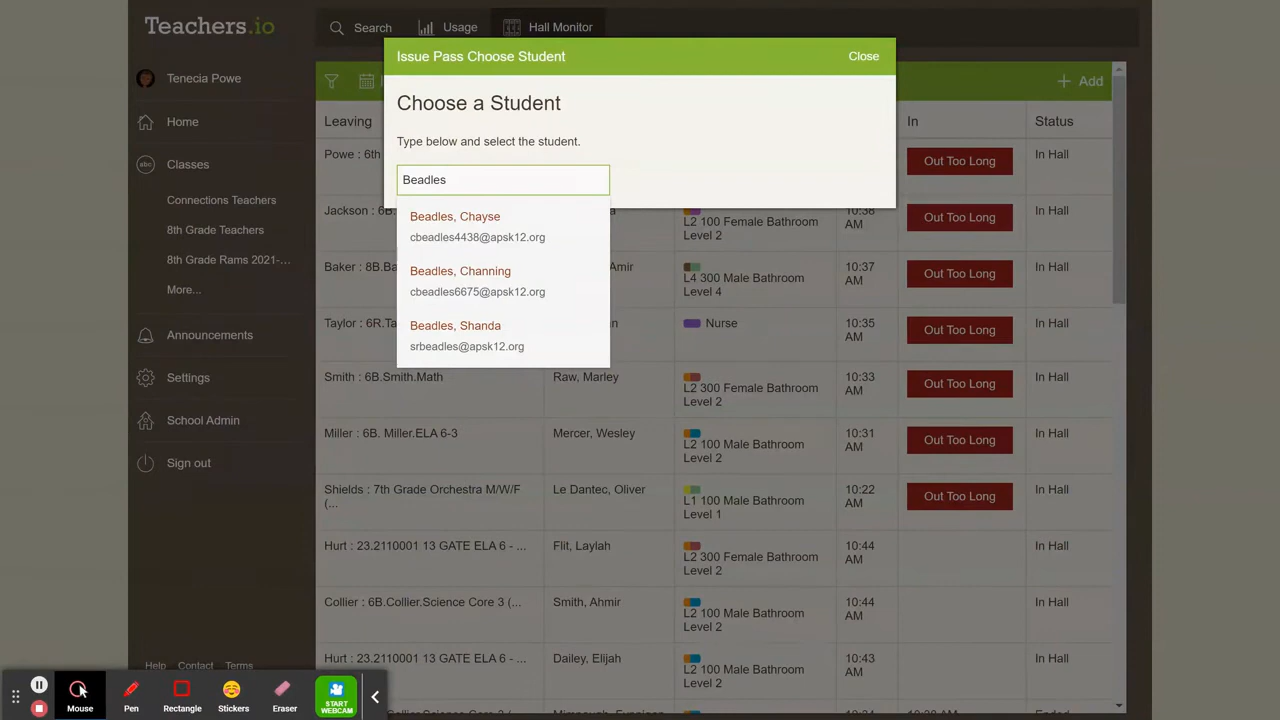 Teachers.io
Search
Usage
Hall Monitor
Issue Pass Choose Student
Close
Tenecia Powe
Add
Choose a Student
Type below and select the student.
Beadles
Beadles, Chayse
cbeadles4438@apsk12.org
Beadles, Channing
cbeadles6675@apsk12.org
Beadles, Shanda
srbeadles@apsk12.org
Home
Classes
Connections Teachers
8th Grade Teachers
8th Grade Rams 2021-...
More...
Announcements
Settings
School Admin
Sign out
Help Contact Terms
Leaving In Status
Powe : 6th Out Too Long In Hall
Jackson : 6B. L2 100 Female Bathroom 10:38 Out Too Long In Hall
Level 2 AM
Baker : 8B.Ba Amir L4 300 Male Bathroom 10:37 Out Too Long In Hall
Level 4 AM
Taylor : 6R.Ta Nurse 10:35 Out Too Long In Hall
AM
Smith : 6B.Smith.Math Raw, Marley L2 300 Female Bathroom 10:33 Out Too Long In Hall
Level 2 AM
Miller : 6B. Miller.ELA 6-3 Mercer, Wesley L2 100 Male Bathroom 10:31 Out Too Long In Hall
Level 2 AM
Shields : 7th Grade Orchestra M/W/F Le Dantec, Oliver L1 100 Male Bathroom 10:22 Out Too Long In Hall
(... Level 1 AM
Hurt : 23.2110001 13 GATE ELA 6 - ... Flit, Laylah L2 300 Female Bathroom 10:44 In Hall
Level 2 AM
Collier : 6B.Collier.Science Core 3 (... Smith, Ahmir L2 100 Male Bathroom 10:44 In Hall
Level 2 AM
Hurt : 23.2110001 13 GATE ELA 6 - ... Dailey, Elijah L2 100 Male Bathroom 10:43 In Hall
Level 2 AM
Mouse
Pen
Rectangle
Stickers
Eraser
START
WEBCAM